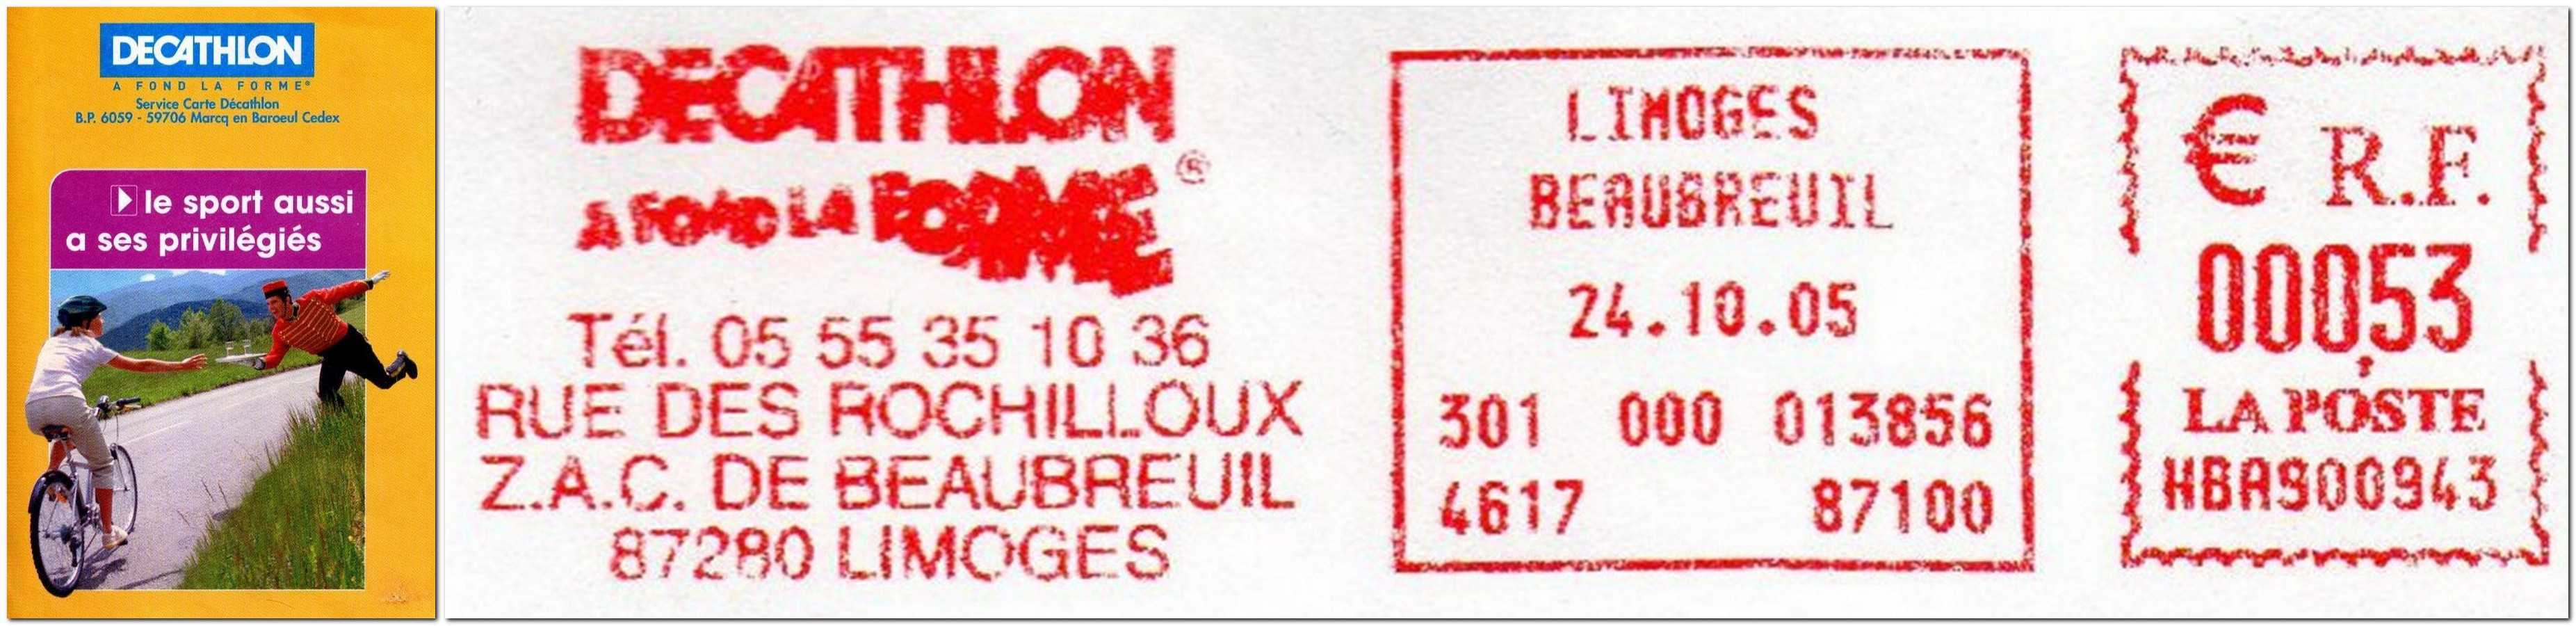 DECATHLON
A FOND LA FORME®
Service Carte Décathlon
B.P. 6059 - 59706 Marcq en Baroeul Cedex
le sport aussi
a ses privilégiés
DECATHLON
A FOND LA FORME®
Tél. 05 55 35 10 36
RUE DES ROCHILLOUX
Z.A.C. DE BEAUBREUIL
87280 LIMOGES
LIMOGES
BEAUBREUIL
24.10.05
301 000 013856
4617 87100
€ R.F.
000,53
LA POSTE
HBA900943